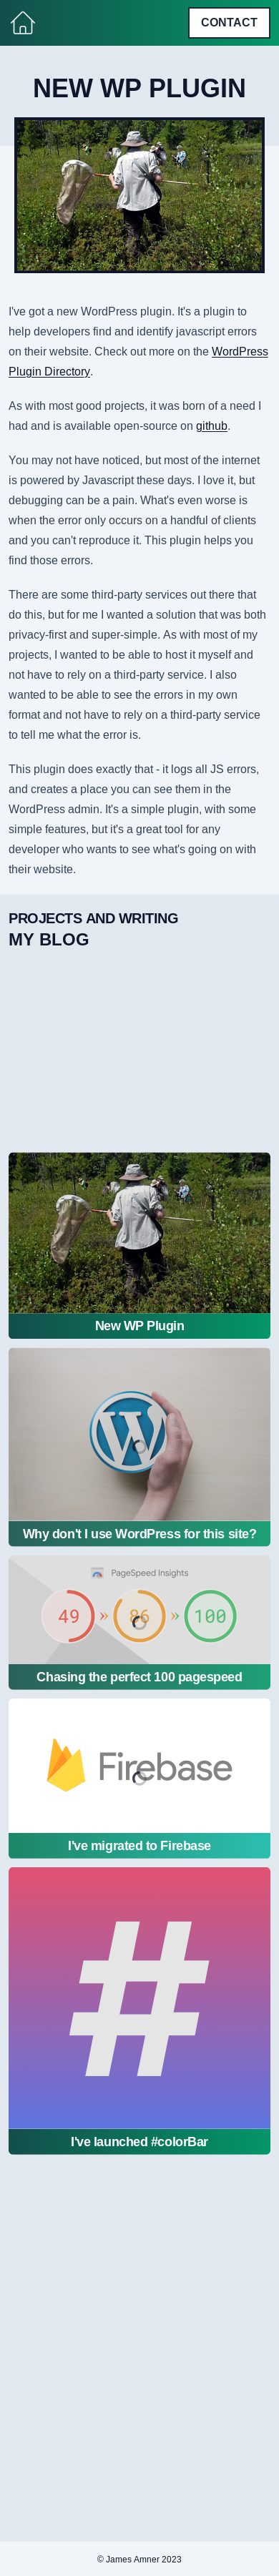 CONTACT
NEW WP PLUGIN
I've got a new WordPress plugin. It's a plugin to
help developers find and identify javascript errors
on their website. Check out more on the WordPress
Plugin Directory.
As with most good projects, it was born of a need I
had and is available open-source on github.
You may not have noticed, but most of the internet
is powered by Javascript these days. I love it, but
debugging can be a pain. What's even worse is
when the error only occurs on a handful of clients
and you can't reproduce it. This plugin helps you
find those errors.
There are some third-party services out there that
do this, but for me I wanted a solution that was both
privacy-first and super-simple. As with most of my
projects, I wanted to be able to host it myself and
not have to rely on a third-party service. I also
wanted to be able to see the errors in my own
format and not have to rely on a third-party service
to tell me what the error is.
This plugin does exactly that - it logs all JS errors,
and creates a place you can see them in the
WordPress admin. It's a simple plugin, with some
simple features, but it's a great tool for any
developer who wants to see what's going on with
their website.
PROJECTS AND WRITING
MY BLOG
New WP Plugin
Why don't I use WordPress for this site?
PageSpeed Insights
49 » 86 » 100
Chasing the perfect 100 pagespeed
Firebase
I've migrated to Firebase
#
I've launched #colorBar
© James Amner 2023